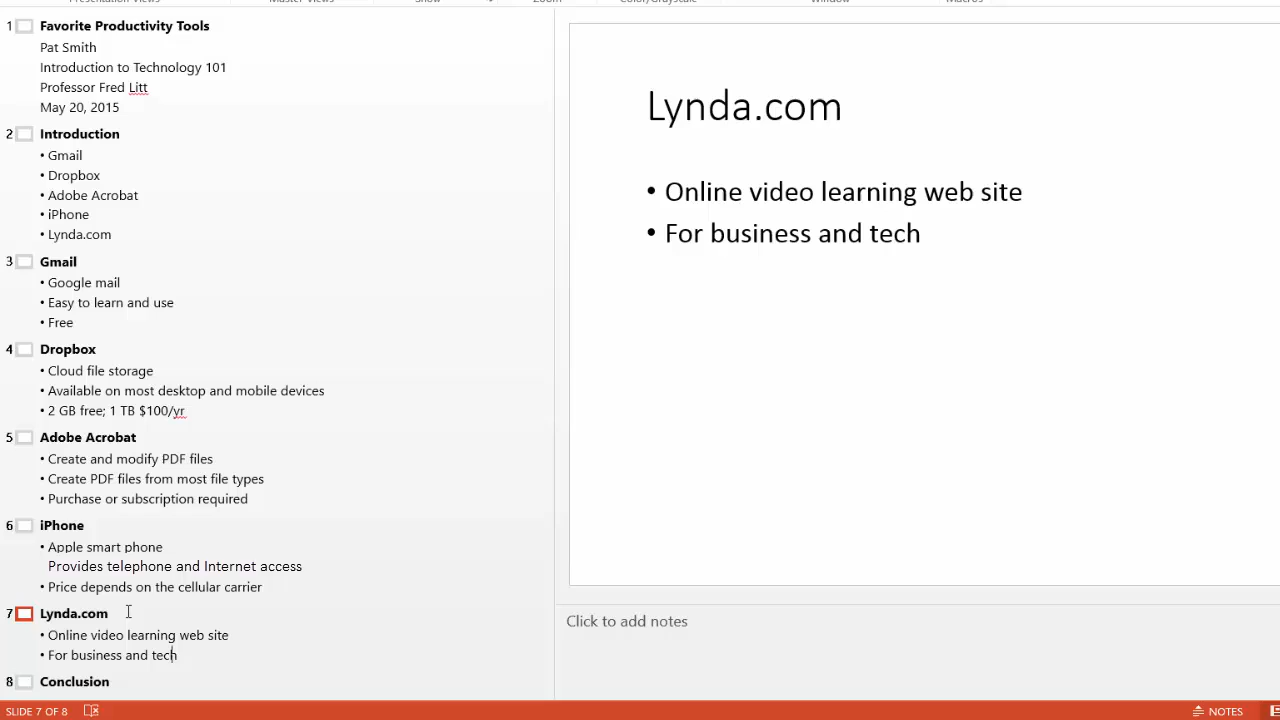 Presentation Views Master Views Show Zoom Color/Grayscale Window Macros
1 Favorite Productivity Tools
Pat Smith
Introduction to Technology 101
Professor Fred Litt
May 20, 2015
2 Introduction
• Gmail
• Dropbox
• Adobe Acrobat
• iPhone
• Lynda.com
3 Gmail
• Google mail
• Easy to learn and use
• Free
4 Dropbox
• Cloud file storage
• Available on most desktop and mobile devices
• 2 GB free; 1 TB $100/yr
5 Adobe Acrobat
• Create and modify PDF files
• Create PDF files from most file types
• Purchase or subscription required
6 iPhone
• Apple smart phone
Provides telephone and Internet access
• Price depends on the cellular carrier
7 Lynda.com
• Online video learning web site
• For business and tech
8 Conclusion
Lynda.com
• Online video learning web site
• For business and tech
Click to add notes
SLIDE 7 OF 8
NOTES